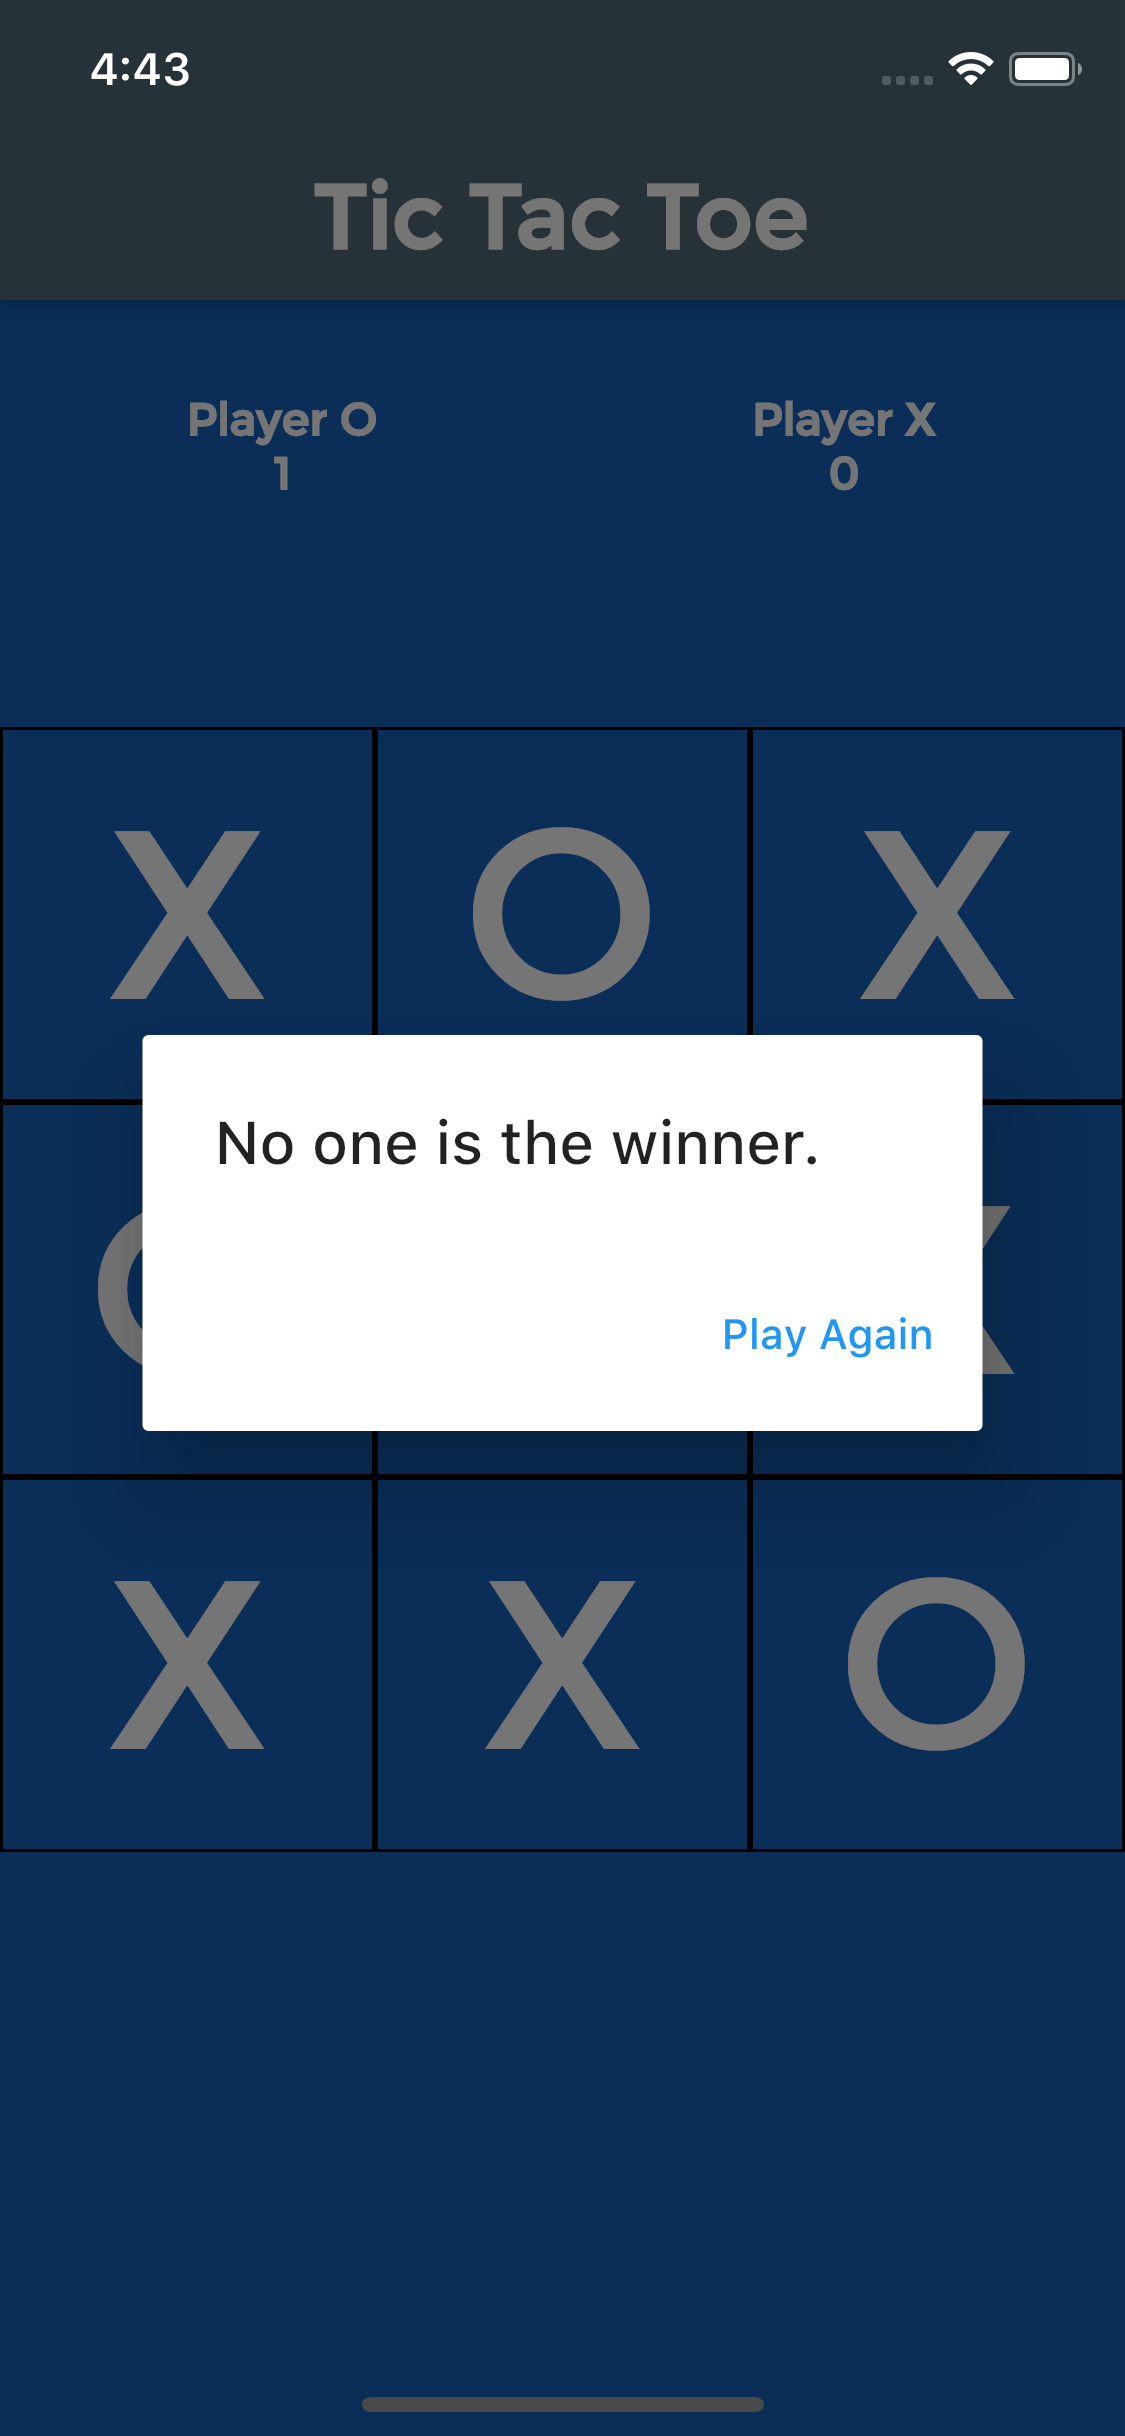 4:43
Tic Tac Toe
Player O Player X
1 0
X O X
No one is the winner.
Play Again
X X O